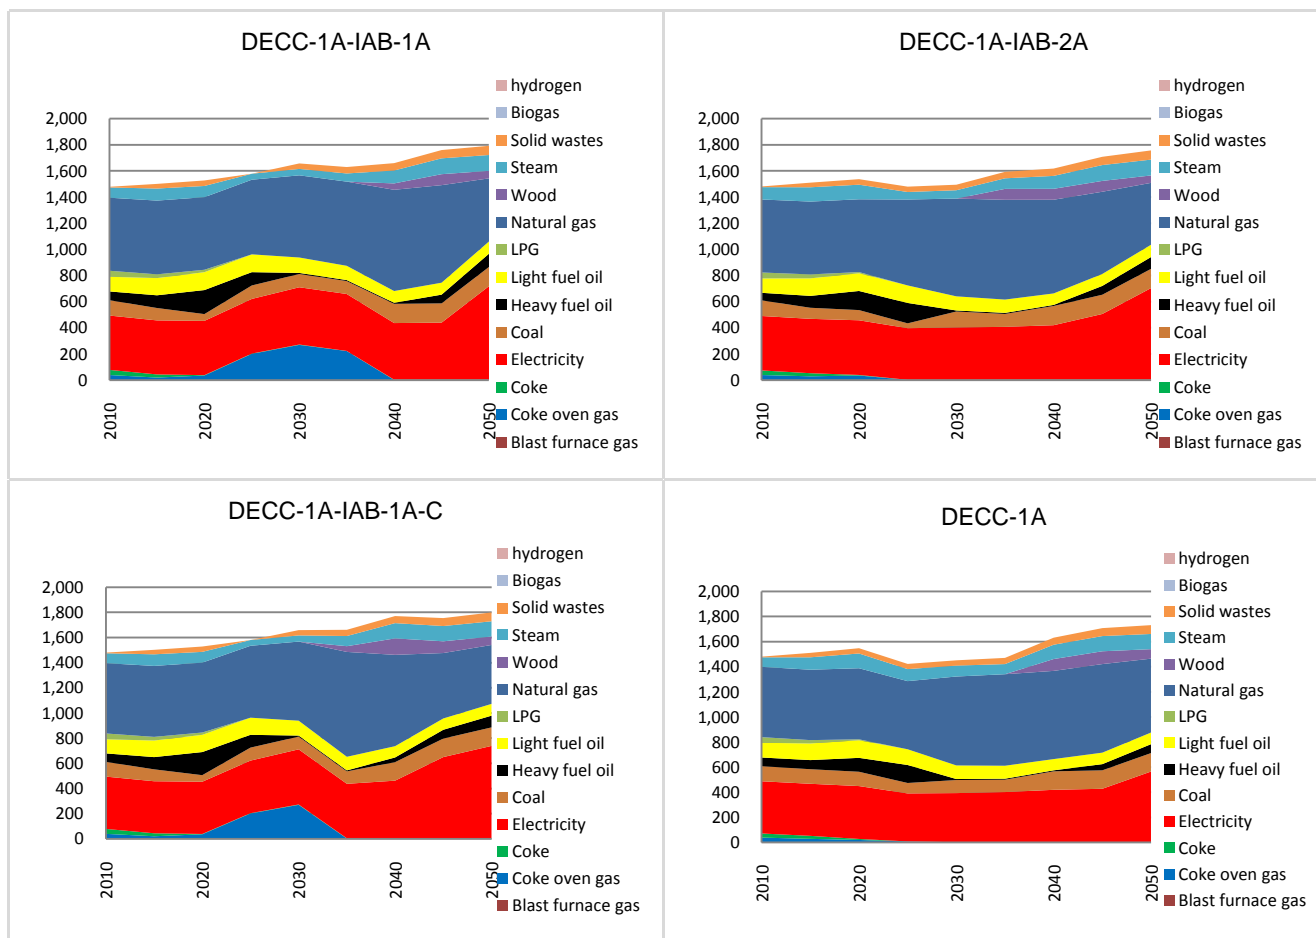 DECC-1A-IAB-1A
2,000
1,800
1,600
1,400
1,200
1,000
800
600
400
200
0
2010
2020
2030
2040
2050
hydrogen
Biogas
Solid wastes
Steam
Wood
Natural gas
LPG
Light fuel oil
Heavy fuel oil
Coal
Electricity
Coke
Coke oven gas
Blast furnace gas
DECC-1A-IAB-2A
2,000
1,800
1,600
1,400
1,200
1,000
800
600
400
200
0
2010
2020
2030
2040
2050
hydrogen
Biogas
Solid wastes
Steam
Wood
Natural gas
LPG
Light fuel oil
Heavy fuel oil
Coal
Electricity
Coke
Coke oven gas
Blast furnace gas
DECC-1A-IAB-1A-C
2,000
1,800
1,600
1,400
1,200
1,000
800
600
400
200
0
2010
2020
2030
2040
2050
hydrogen
Biogas
Solid wastes
Steam
Wood
Natural gas
LPG
Light fuel oil
Heavy fuel oil
Coal
Electricity
Coke
Coke oven gas
Blast furnace gas
DECC-1A
2,000
1,800
1,600
1,400
1,200
1,000
800
600
400
200
0
2010
2020
2030
2040
2050
hydrogen
Biogas
Solid wastes
Steam
Wood
Natural gas
LPG
Light fuel oil
Heavy fuel oil
Coal
Electricity
Coke
Coke oven gas
Blast furnace gas